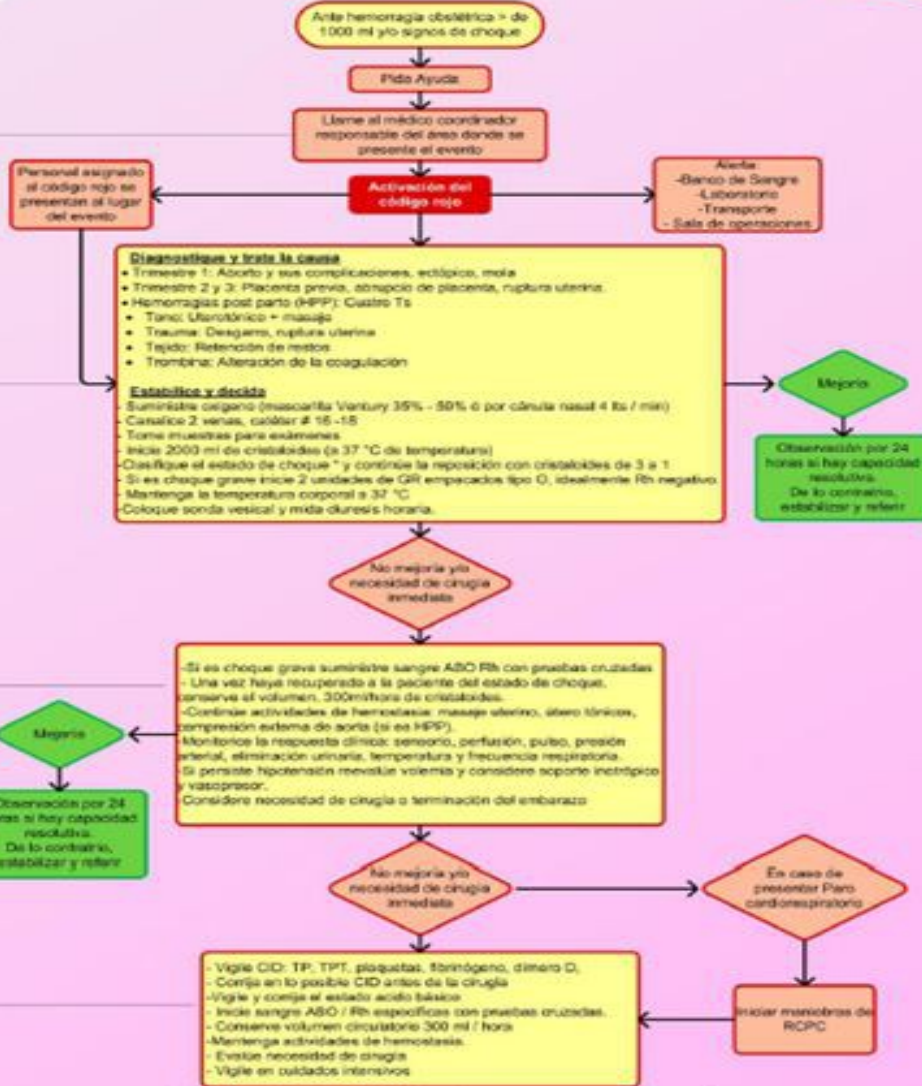 Ante hemorragia obstétrica > de
1000 ml y/o signos de choque
Pida Ayuda
Llame al médico coordinador
responsable del área donde se
presente el evento
Personal asignado
al código rojo se
presentan al lugar
del evento
Activación del
código rojo
Alerta:
-Banco de Sangre
-Laboratorio
-Transporte
- Sala de operaciones
Diagnostique y trate la causa
• Trimestre 1: Aborto y sus complicaciones, ectópico, mola
• Trimestre 2 y 3: Placenta previa, abrupcio de placenta, ruptura uterina.
• Hemorragias post parto (HPP): Cuatro Ts
• Tono: Uterotónico + masaje
• Trauma: Desgarro, ruptura uterina
• Tejido: Retención de restos
• Trombina: Alteración de la coagulación
Estabilice y decida
- Suministre oxigeno (mascarilla Ventury 35% - 50% ó por cánula nasal 4 lts / min)
- Canalice 2 venas, catéter # 16 -18
- Tome muestras para exámenes
- Inicie 2000 ml de cristaloides (a 37 °C de temperatura)
-Clasifique el estado de choque * y continúe la reposición con cristaloides de 3 a 1
- Si es choque grave inicie 2 unidades de GR empacados tipo O, idealmente Rh negativo.
- Mantenga la temperatura corporal a 37 °C
-Coloque sonda vesical y mida diuresis horaria.
Mejoría
Observación por 24
horas si hay capacidad
resolutiva.
De lo contrario,
estabilizar y referir
No mejoría y/o
necesidad de cirugía
inmediata
-Si es choque grave suministre sangre ABO Rh con pruebas cruzadas
- Una vez haya recuperado a la paciente del estado de choque,
conserve el volumen, 300ml/hora de cristaloides.
-Continúe actividades de hemostasia: masaje uterino, útero tónicos,
compresión externa de aorta (si es HPP).
-Monitorice la respuesta clínica: sensorio, perfusión, pulso, presión
arterial, eliminación urinaria, temperatura y frecuencia respiratoria.
-Si persiste hipotensión reevalúe volemia y considere soporte inotrópico
y vasopresor.
-Considere necesidad de cirugía o terminación del embarazo
Mejoría
Observación por 24
horas si hay capacidad
resolutiva.
De lo contrario,
estabilizar y referir
No mejoría y/o
necesidad de cirugía
inmediata
En caso de
presentar Paro
cardiorespiratorio
- Vigile CID: TP, TPT, plaquetas, fibrinógeno, dímero D,
- Corrija en lo posible CID antes de la cirugía
-Vigile y corrija el estado acido básico
- Inicie sangre ABO / Rh específicas con pruebas cruzadas.
- Conserve volumen circulatorio 300 ml / hora
-Mantenga actividades de hemostasia.
- Evalúe necesidad de cirugía
- Vigile en cuidados intensivos
Iniciar maniobras de
RCPC